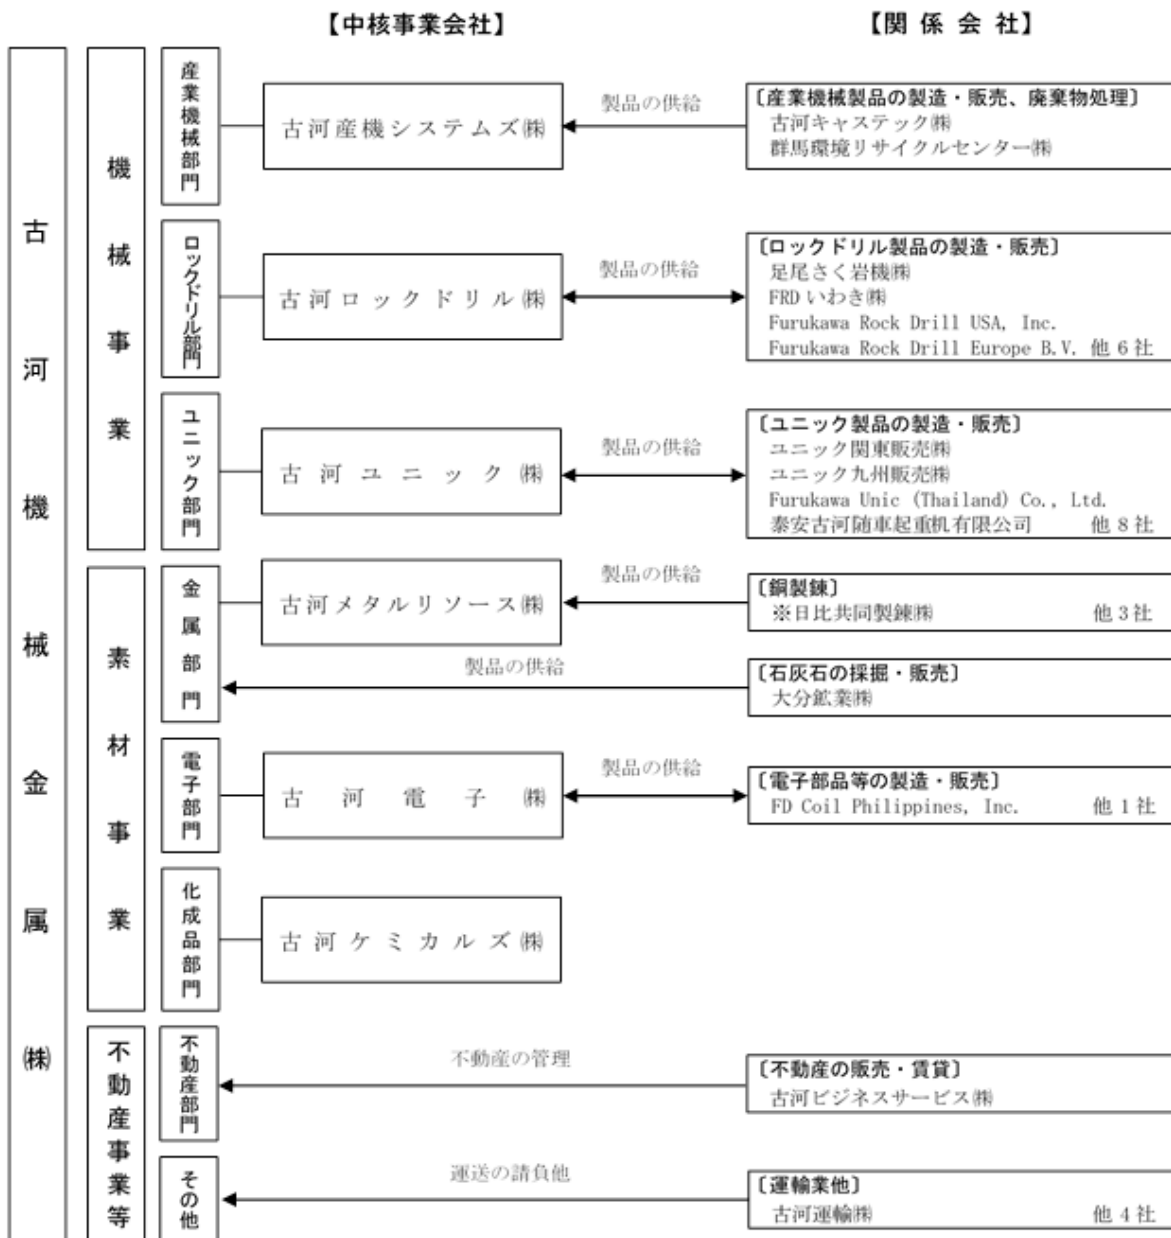 【中核事業会社】
【関 係 会 社】
古河機械金属㈱
機械事業
産業機械部門
古河産機システムズ㈱
製品の供給
〔産業機械製品の製造・販売、廃棄物処理〕
古河キャステック㈱
群馬環境リサイクルセンター㈱
ロックドリル部門
古河ロックドリル㈱
製品の供給
〔ロックドリル製品の製造・販売〕
足尾さく岩機㈱
FRD いわき㈱
Furukawa Rock Drill USA, Inc.
Furukawa Rock Drill Europe B.V. 他 6 社
ユニック部門
古河ユニック㈱
製品の供給
〔ユニック製品の製造・販売〕
ユニック関東販売㈱
ユニック九州販売㈱
Furukawa Unic (Thailand) Co., Ltd.
泰安古河随車起重机有限公司 他 8 社
素材事業
金属部門
古河メタルリソース㈱
製品の供給
〔銅製錬〕
※日比共同製錬㈱ 他 3 社
製品の供給
〔石灰石の採掘・販売〕
大分鉱業㈱
電子部門
古河電子㈱
製品の供給
〔電子部品等の製造・販売〕
FD Coil Philippines, Inc. 他 1 社
化成品部門
古河ケミカルズ㈱
不動産事業等
不動産部門
不動産の管理
〔不動産の販売・賃貸〕
古河ビジネスサービス㈱
その他
運送の請負他
〔運輸業他〕
古河運輸㈱ 他 4 社